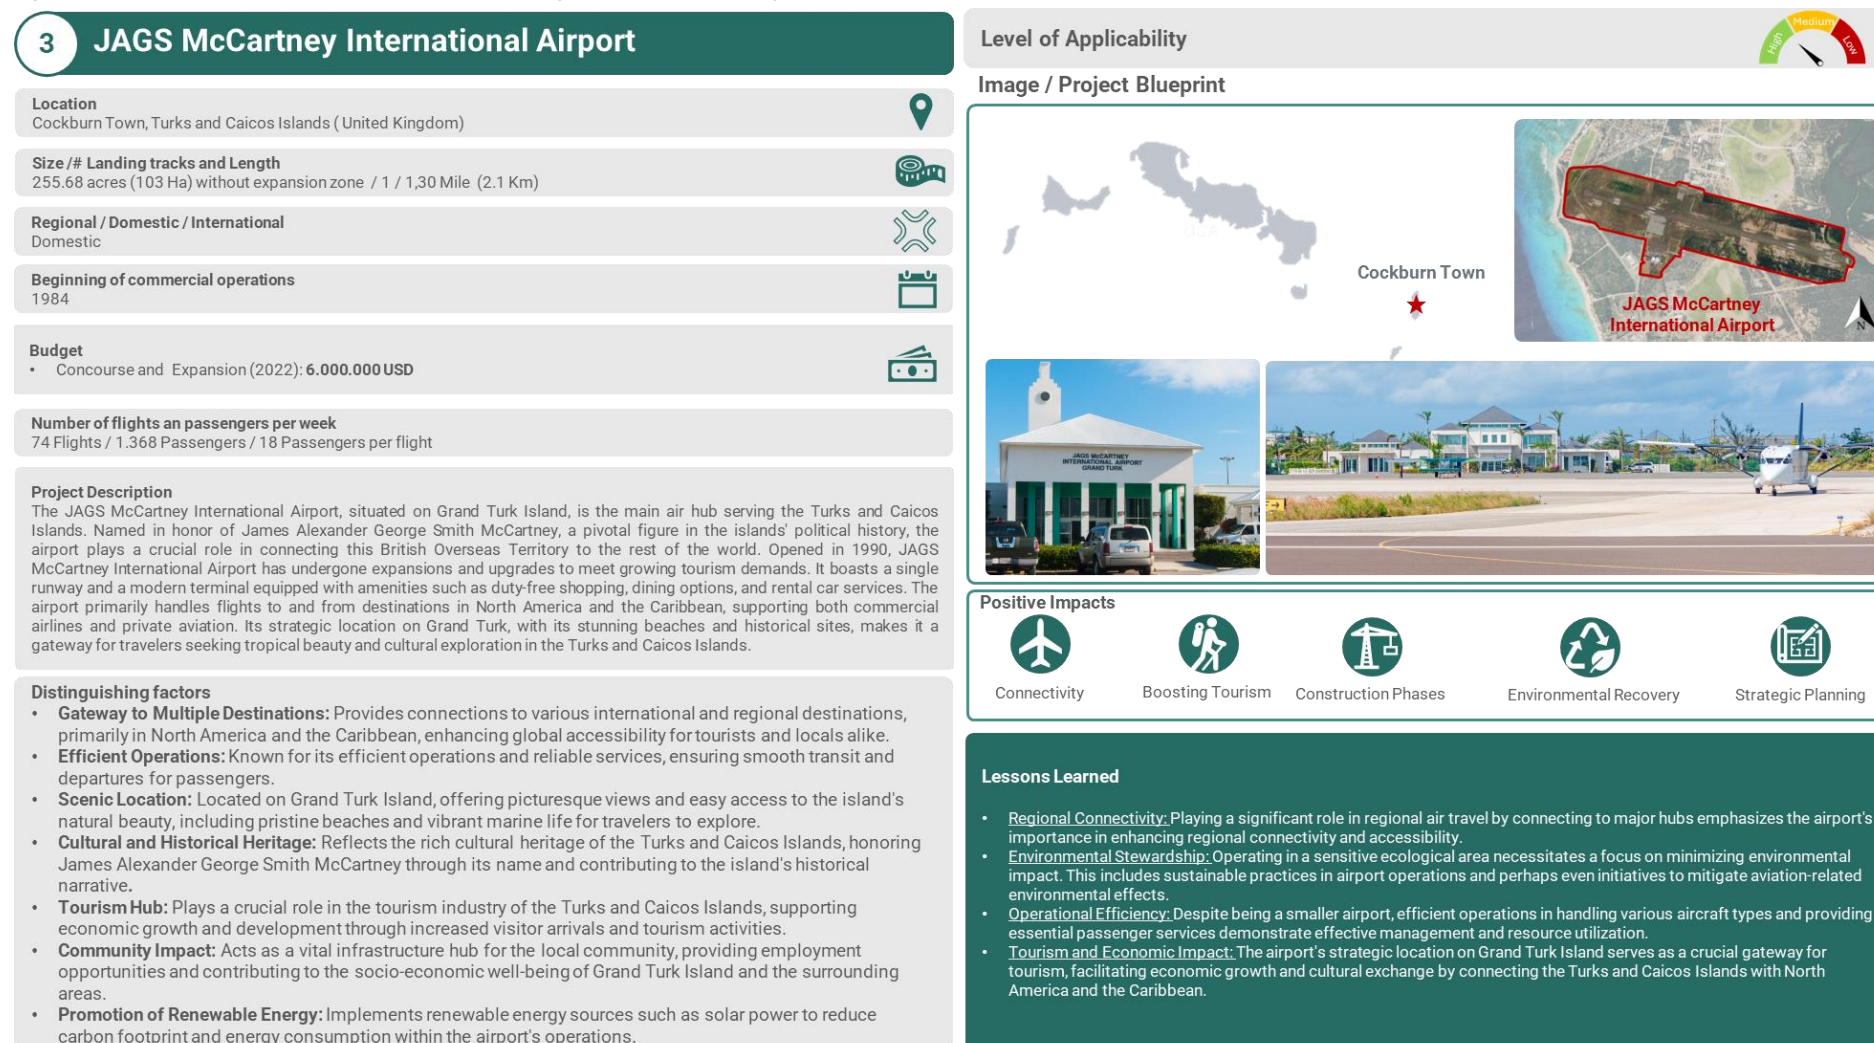 3
JAGS McCartney International Airport
Location
Cockburn Town, Turks and Caicos Islands ( United Kingdom)
Size /# Landing tracks and Length
255.68 acres (103 Ha) without expansion zone / 1 / 1,30 Mile (2.1 Km)
Regional / Domestic / International
Domestic
Beginning of commercial operations
1984
Budget
• Concourse and Expansion (2022): 6.000.000 USD
Number of flights an passengers per week
74 Flights / 1.368 Passengers / 18 Passengers per flight
Project Description
The JAGS McCartney International Airport, situated on Grand Turk Island, is the main air hub serving the Turks and Caicos
Islands. Named in honor of James Alexander George Smith McCartney, a pivotal figure in the islands' political history, the
airport plays a crucial role in connecting this British Overseas Territory to the rest of the world. Opened in 1990, JAGS
McCartney International Airport has undergone expansions and upgrades to meet growing tourism demands. It boasts a single
runway and a modern terminal equipped with amenities such as duty-free shopping, dining options, and rental car services. The
airport primarily handles flights to and from destinations in North America and the Caribbean, supporting both commercial
airlines and private aviation. Its strategic location on Grand Turk, with its stunning beaches and historical sites, makes it a
gateway for travelers seeking tropical beauty and cultural exploration in the Turks and Caicos Islands.
Distinguishing factors
• Gateway to Multiple Destinations: Provides connections to various international and regional destinations,
primarily in North America and the Caribbean, enhancing global accessibility for tourists and locals alike.
• Efficient Operations: Known for its efficient operations and reliable services, ensuring smooth transit and
departures for passengers.
• Scenic Location: Located on Grand Turk Island, offering picturesque views and easy access to the island's
natural beauty, including pristine beaches and vibrant marine life for travelers to explore.
• Cultural and Historical Heritage: Reflects the rich cultural heritage of the Turks and Caicos Islands, honoring
James Alexander George Smith McCartney through its name and contributing to the island's historical
narrative.
• Tourism Hub: Plays a crucial role in the tourism industry of the Turks and Caicos Islands, supporting
economic growth and development through increased visitor arrivals and tourism activities.
• Community Impact: Acts as a vital infrastructure hub for the local community, providing employment
opportunities and contributing to the socio-economic well-being of Grand Turk Island and the surrounding
areas.
• Promotion of Renewable Energy: Implements renewable energy sources such as solar power to reduce
carbon footprint and energy consumption within the airport's operations.
Level of Applicability
High
Medium
Low
Image / Project Blueprint
USA
Cockburn Town
JAGS McCartney
International Airport
N
JAGS McCARTNEY
INTERNATIONAL AIRPORT
GRAND TURK
Positive Impacts
Connectivity
Boosting Tourism
Construction Phases
Environmental Recovery
Strategic Planning
Lessons Learned
• Regional Connectivity: Playing a significant role in regional air travel by connecting to major hubs emphasizes the airport's
importance in enhancing regional connectivity and accessibility.
• Environmental Stewardship: Operating in a sensitive ecological area necessitates a focus on minimizing environmental
impact. This includes sustainable practices in airport operations and perhaps even initiatives to mitigate aviation-related
environmental effects.
• Operational Efficiency: Despite being a smaller airport, efficient operations in handling various aircraft types and providing
essential passenger services demonstrate effective management and resource utilization.
• Tourism and Economic Impact: The airport's strategic location on Grand Turk Island serves as a crucial gateway for
tourism, facilitating economic growth and cultural exchange by connecting the Turks and Caicos Islands with North
America and the Caribbean.